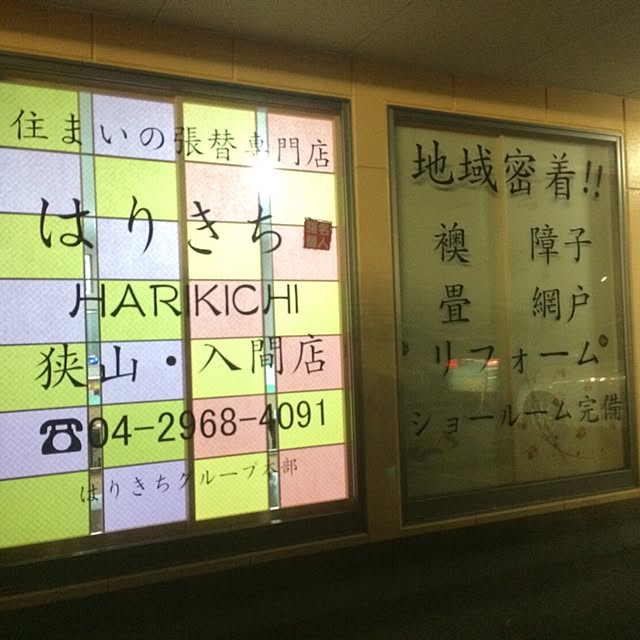 住まいの張替専門店
はりきち
HARIKICHI
狭山・入間店
☎04-2968-4091
はりきちグループ本部
地域密着!!
襖 障子
畳 網戸
リフォーム
ショールーム完備